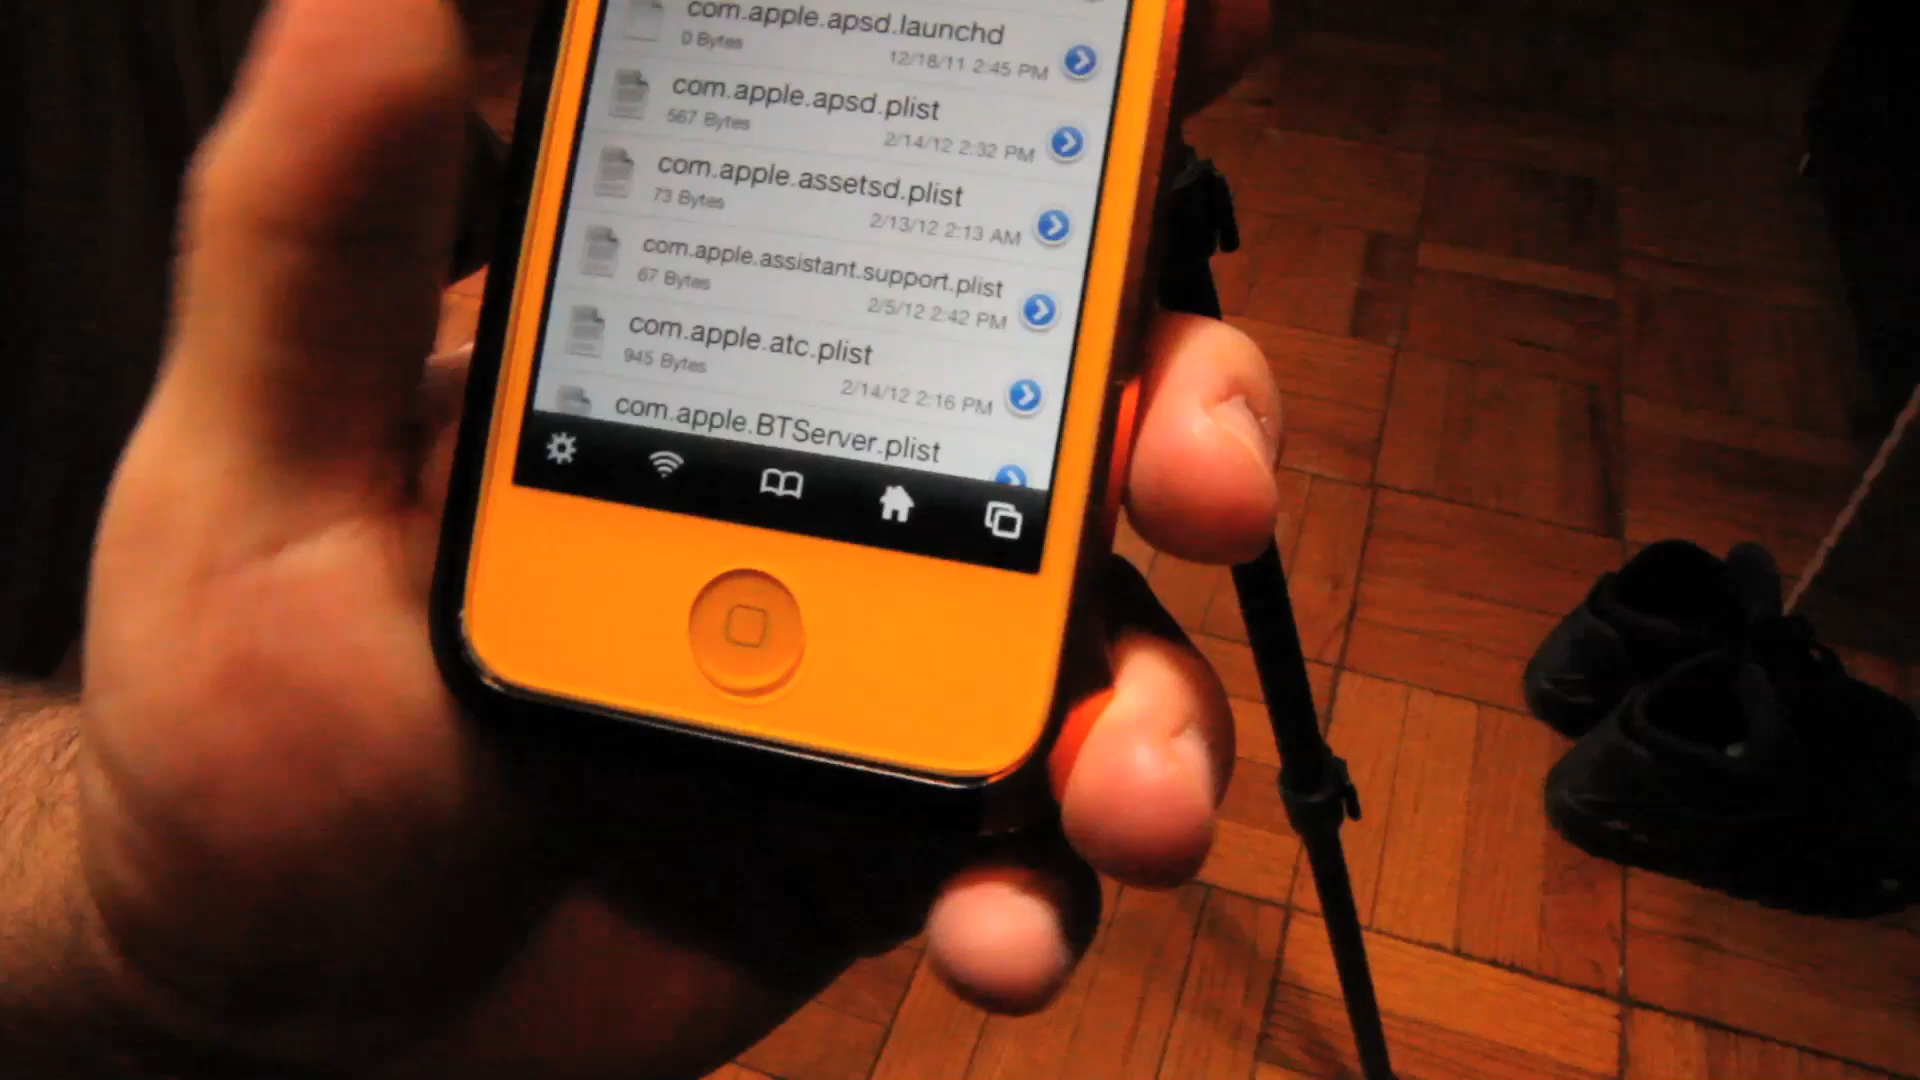 com.apple.apsd.launchd
0 Bytes
12/18/11 2:45 PM
com.apple.apsd.plist
567 Bytes
2/14/12 2:32 PM
com.apple.assetsd.plist
73 Bytes
2/13/12 2:13 AM
com.apple.assistant.support.plist
67 Bytes
2/5/12 2:42 PM
com.apple.atc.plist
945 Bytes
2/14/12 2:16 PM
com.apple.BTServer.plist